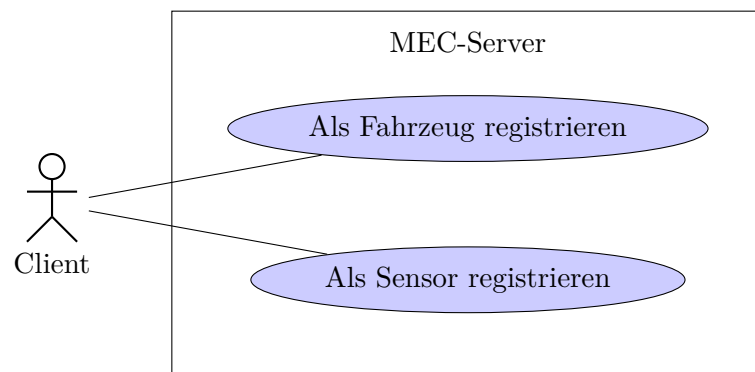 MEC-Server
Als Fahrzeug registrieren
Client
Als Sensor registrieren